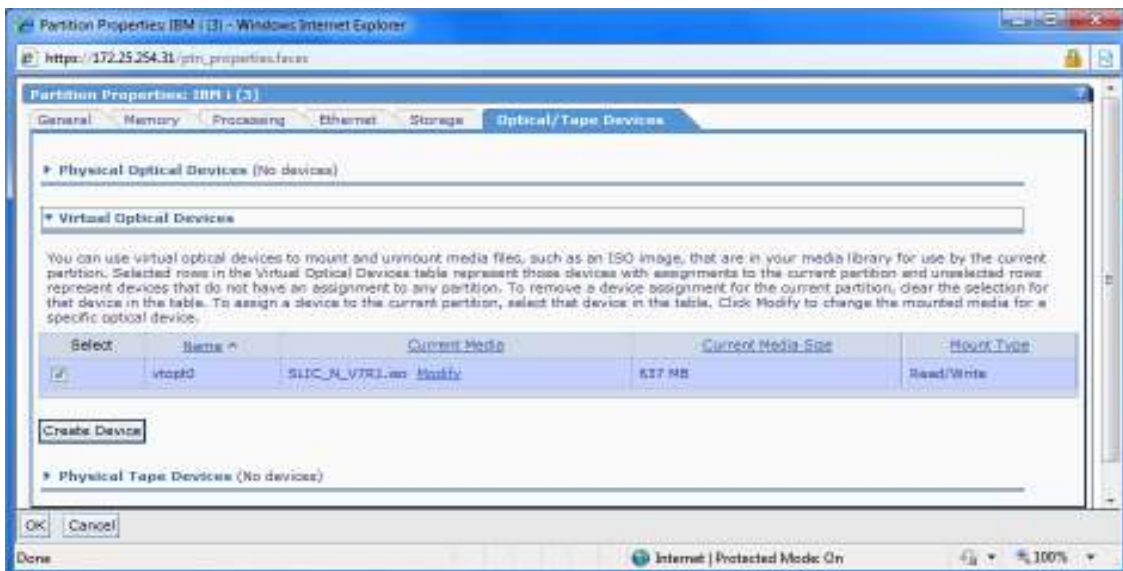 Partition Properties: IBM i (3) - Windows Internet Explorer
https://172.25.254.31/ptn_properties.faces
Partition Properties: IBM i (3)
General Memory Processing Ethernet Storage Optical/Tape Devices
Physical Optical Devices (No devices)
Virtual Optical Devices
You can use virtual optical devices to mount and unmount media files, such as an ISO image, that are in your media library for use by the current
partition. Selected rows in the Virtual Optical Devices table represent those devices with assignments to the current partition and unselected rows
represent devices that do not have an assignment to any partition. To remove a device assignment for the current partition, clear the selection for
that device in the table. To assign a device to the current partition, select that device in the table. Click Modify to change the mounted media for a
specific optical device.
Select Name ^ Current Media Current Media Size Mount Type
vtopt0 SLIC_N_V7R1.iso Modify 637 MB Read/Write
Create Device
Physical Tape Devices (No devices)
OK Cancel
Done Internet | Protected Mode: On 100%